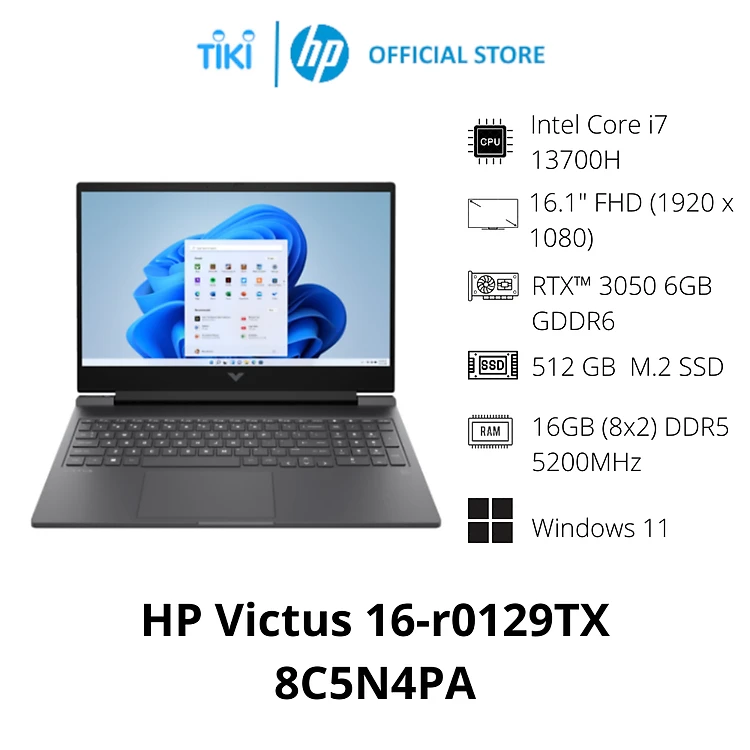 TIKI hp OFFICIAL STORE
CPU
Intel Core i7
13700H
16.1" FHD (1920 x
1080)
RTX™ 3050 6GB
GDDR6
SSD
512 GB M.2 SSD
RAM
16GB (8x2) DDR5
5200MHz
Windows 11
HP Victus 16-r0129TX
8C5N4PA